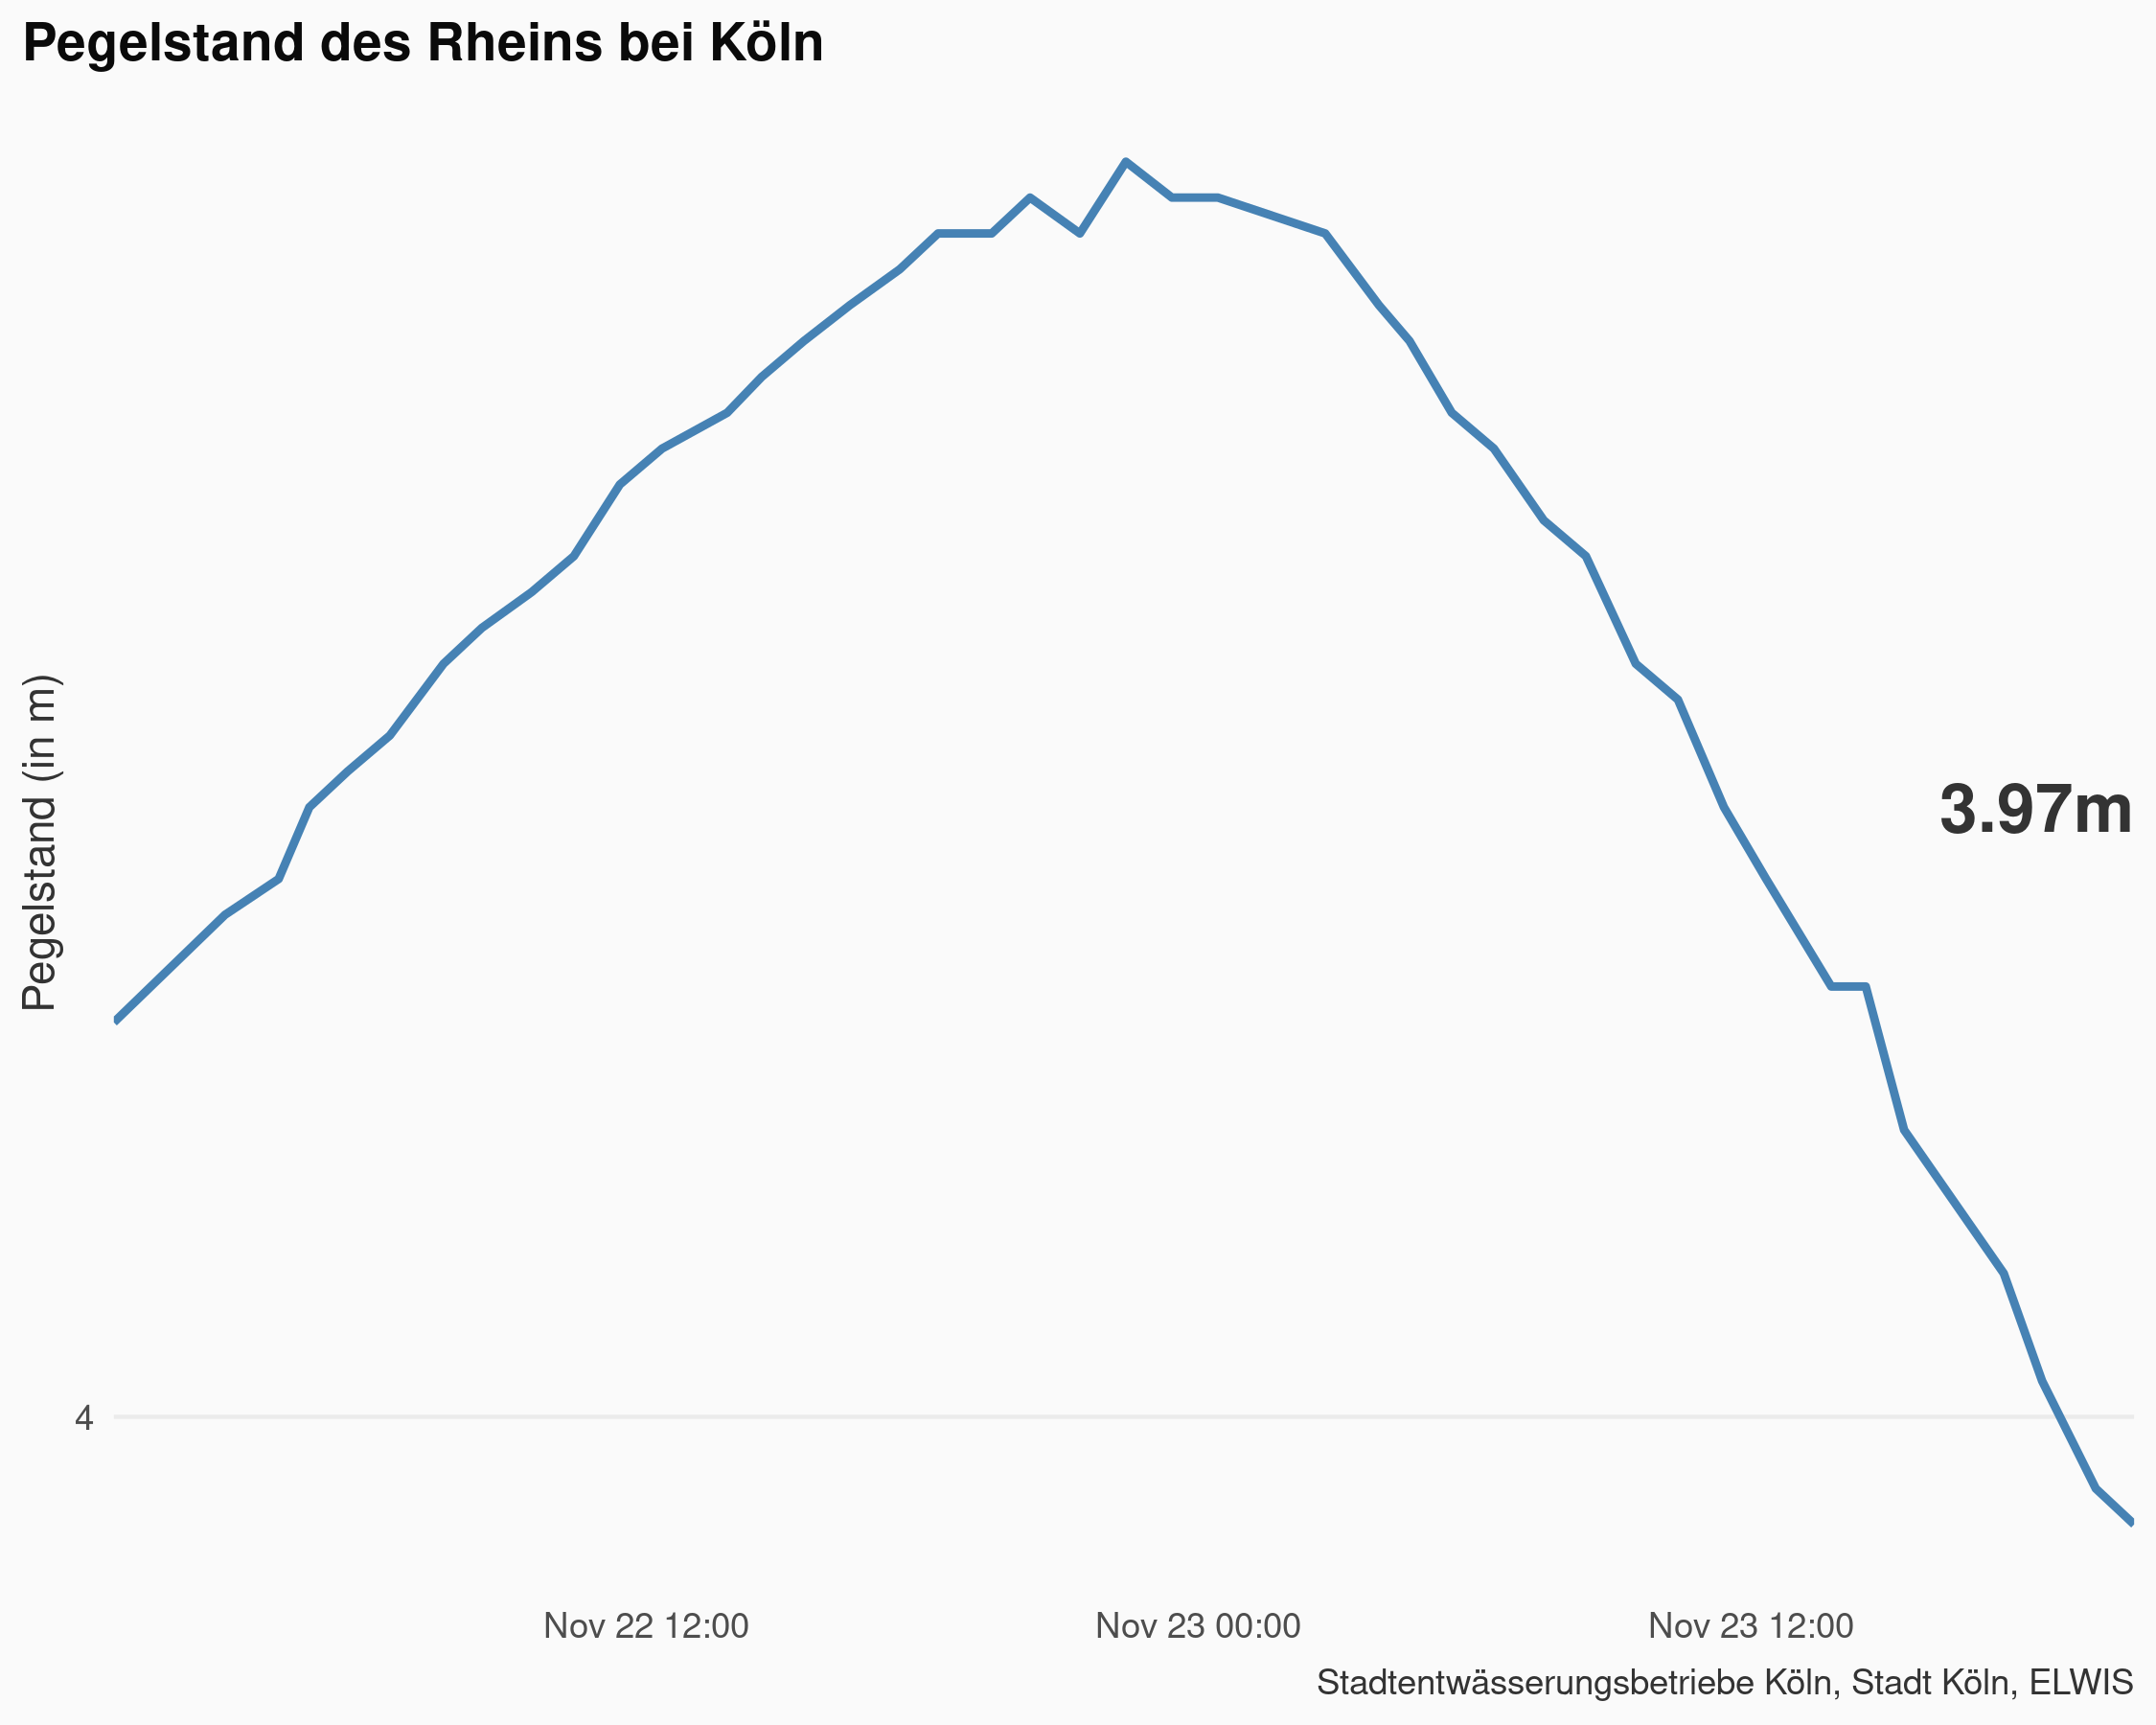 Pegelstand des Rheins bei Köln
Pegelstand (in m)
3.97m
4
Nov 22 12:00
Nov 23 00:00
Nov 23 12:00
Stadtentwässerungsbetriebe Köln, Stadt Köln, ELWIS